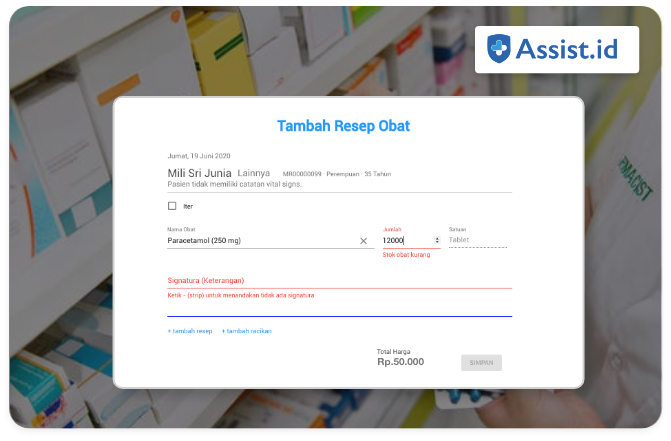 Assist.id
Tambah Resep Obat
Jumat, 19 Juni 2020
Mili Sri Junia Lainnya MR00000099 Perempuan 35 Tahun
Pasien tidak memiliki catatan vital signs.
Iter
Nama Obat Jumlah Satuan
Paracetamol (250 mg) 12000 Tablet
Stok obat kurang
Signatura (Keterangan)
Ketik - (strip) untuk menandakan tidak ada signatura
+ tambah resep + tambah racikan
Total Harga
Rp.50.000
SIMPAN